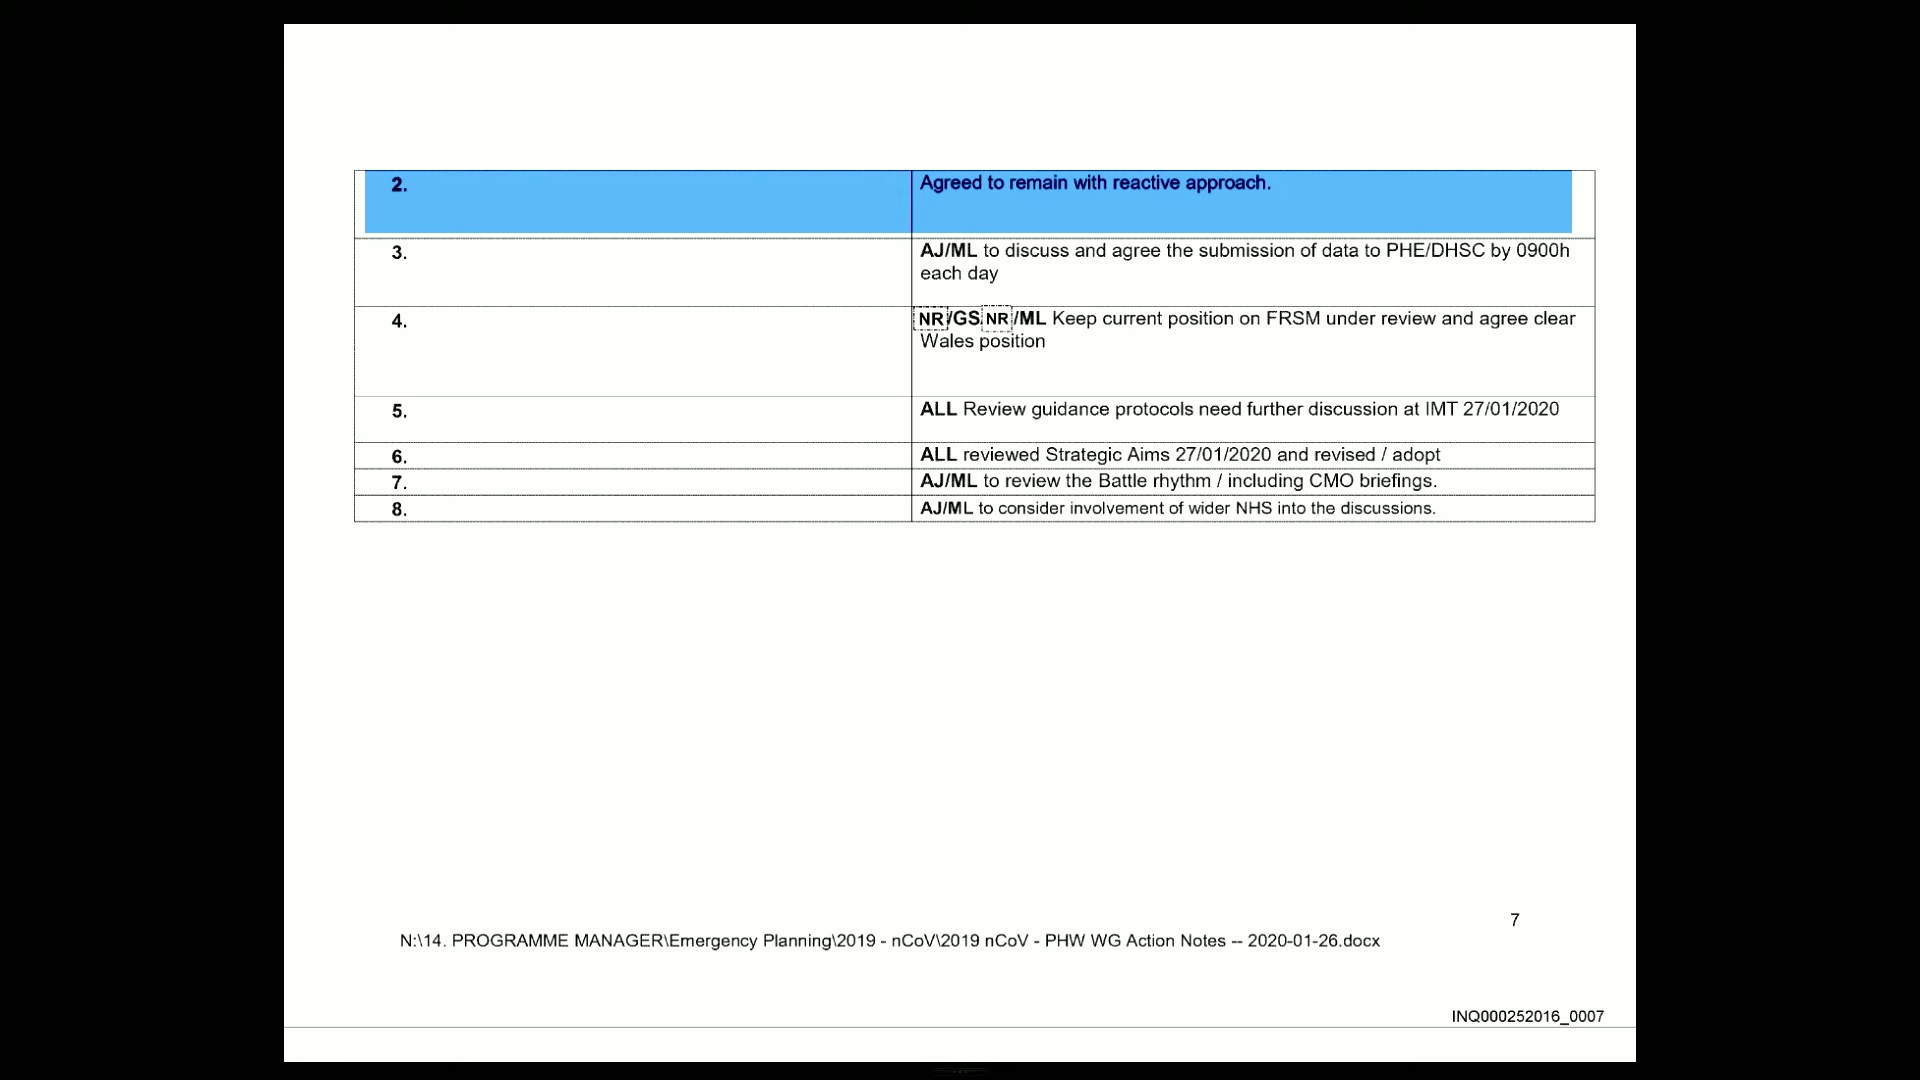 2. Agreed to remain with reactive approach.
3. AJ/ML to discuss and agree the submission of data to PHE/DHSC by 0900h
each day
4. NR/GS NR/ML Keep current position on FRSM under review and agree clear
Wales position
5. ALL Review guidance protocols need further discussion at IMT 27/01/2020
6. ALL reviewed Strategic Aims 27/01/2020 and revised / adopt
7. AJ/ML to review the Battle rhythm / including CMO briefings.
8. AJ/ML to consider involvement of wider NHS into the discussions.
7
N:\14. PROGRAMME MANAGER\Emergency Planning\2019 - nCoV\2019 nCoV - PHW WG Action Notes -- 2020-01-26.docx
INQ000252016_0007